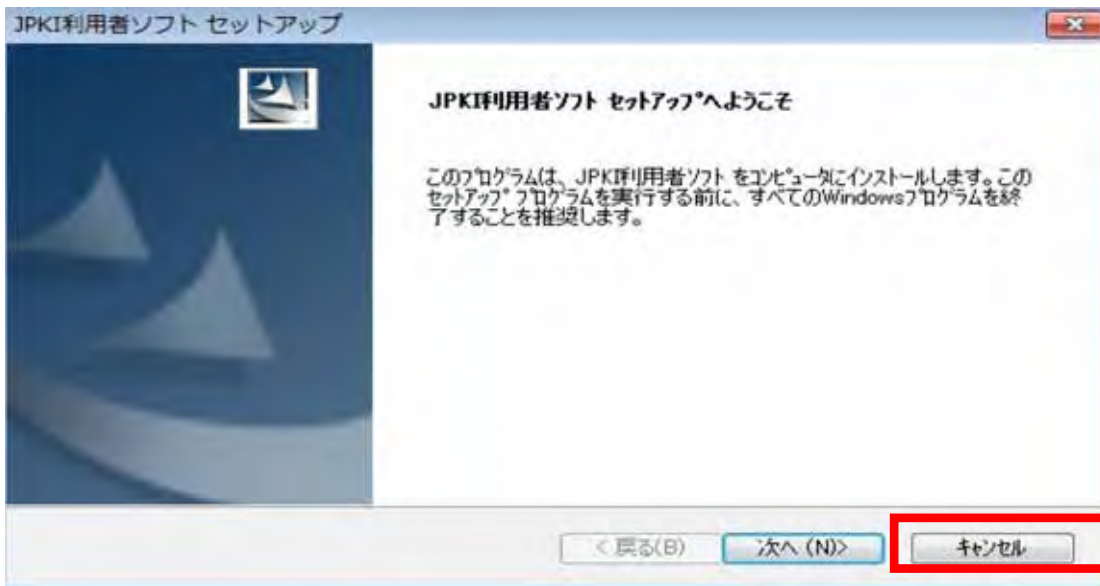 JPKI利用者ソフト セットアップ
JPKI利用者ソフト セットアップへようこそ
このプログラムは、JPKI利用者ソフト をコンピュータにインストールします。この
セットアップ プログラムを実行する前に、すべてのWindowsプログラムを終
了することを推奨します。
< 戻る(B)
次へ (N)>
キャンセル